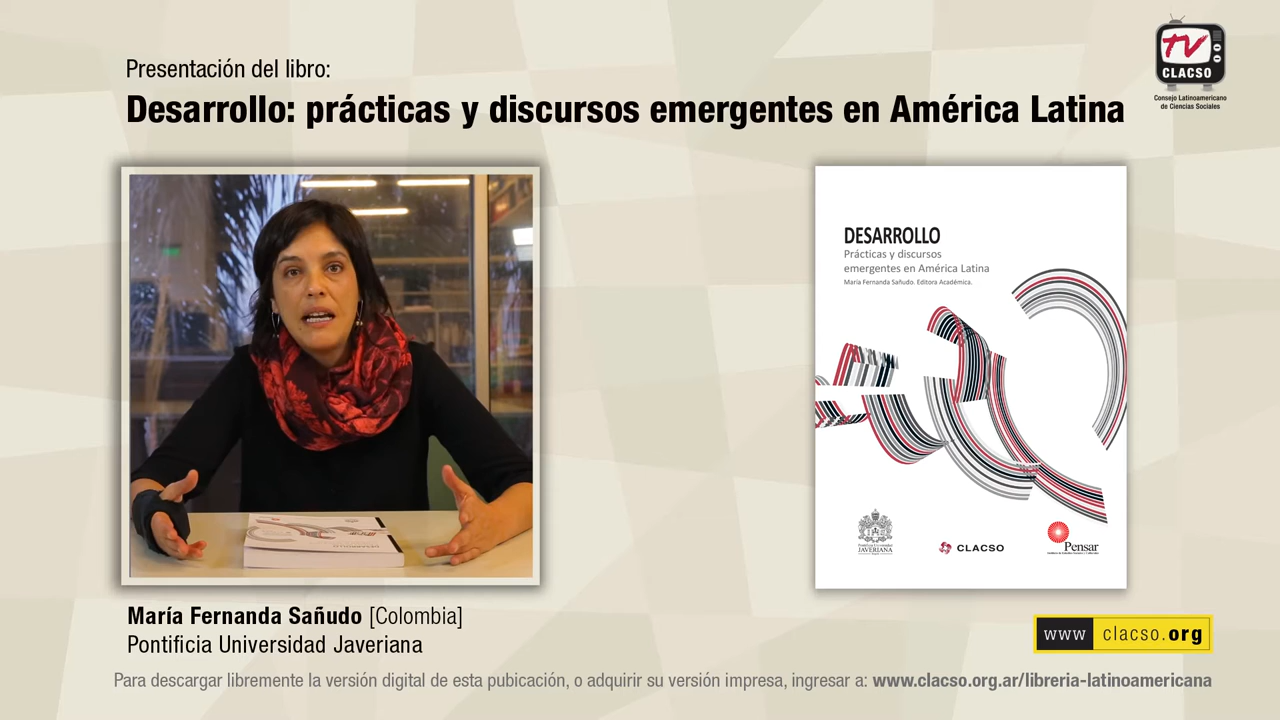 Presentación del libro:
Desarrollo: prácticas y discursos emergentes en América Latina
TV
CLACSO
Consejo Latinoamericano
de Ciencias Sociales
DESARROLLO
Prácticas y discursos
emergentes en América Latina
María Fernanda Sañudo. Editora Académica.
Pontificia Universidad
JAVERIANA
CLACSO
Pensar
María Fernanda Sañudo [Colombia]
Pontificia Universidad Javeriana
www clacso.org
Para descargar libremente la versión digital de esta pubicación, o adquirir su versión impresa, ingresar a: www.clacso.org.ar/libreria-latinoamericana